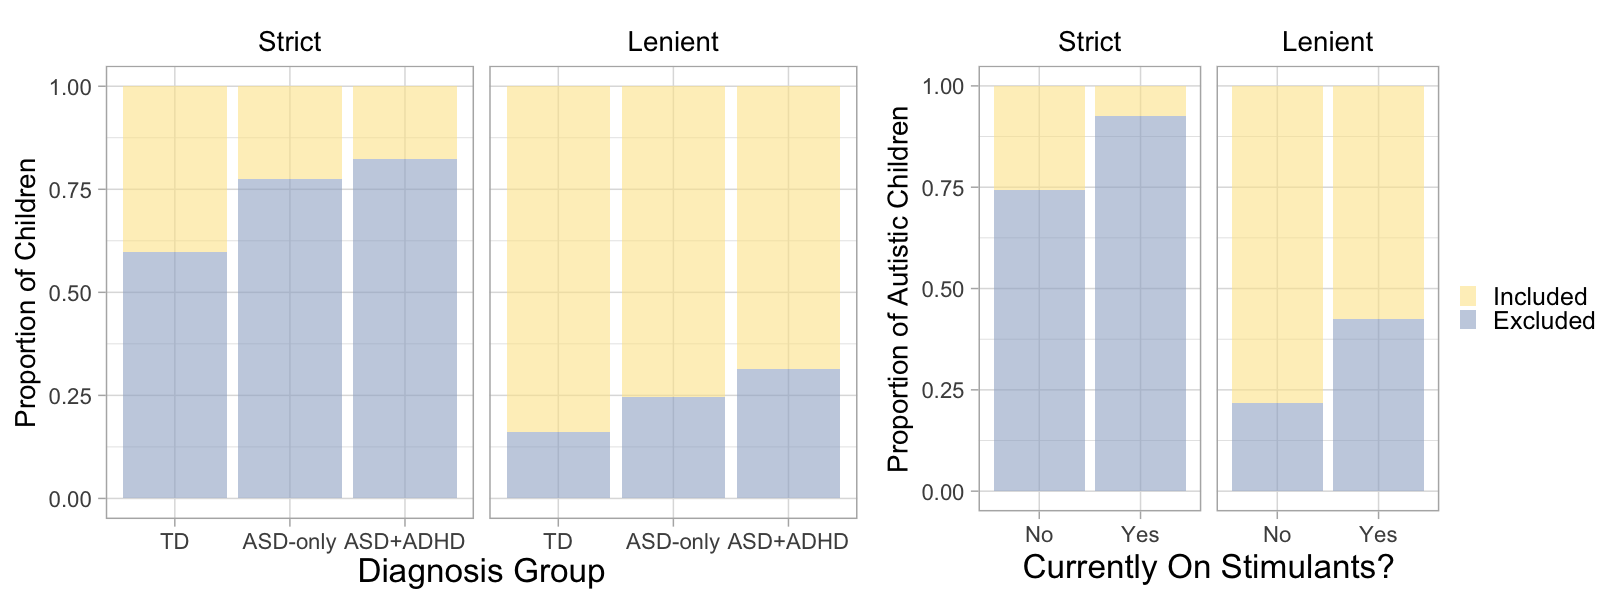 Strict Lenient
Proportion of Children
1.00
0.75
0.50
0.25
0.00
TD ASD-only ASD+ADHD TD ASD-only ASD+ADHD
Diagnosis Group
Strict Lenient
Proportion of Autistic Children
1.00
0.75
0.50
0.25
0.00
No Yes No Yes
Currently On Stimulants?
Included
Excluded